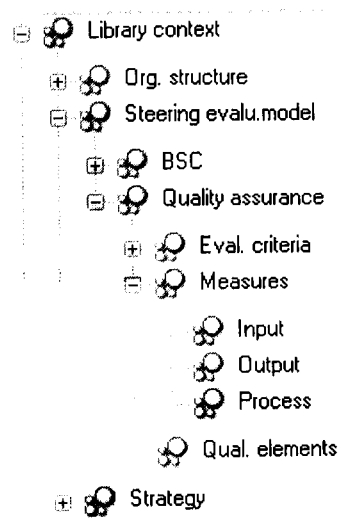 Library context
Org. structure
Steering evalu.model
BSC
Quality assurance
Eval. criteria
Measures
Input
Output
Process
Qual. elements
Strategy